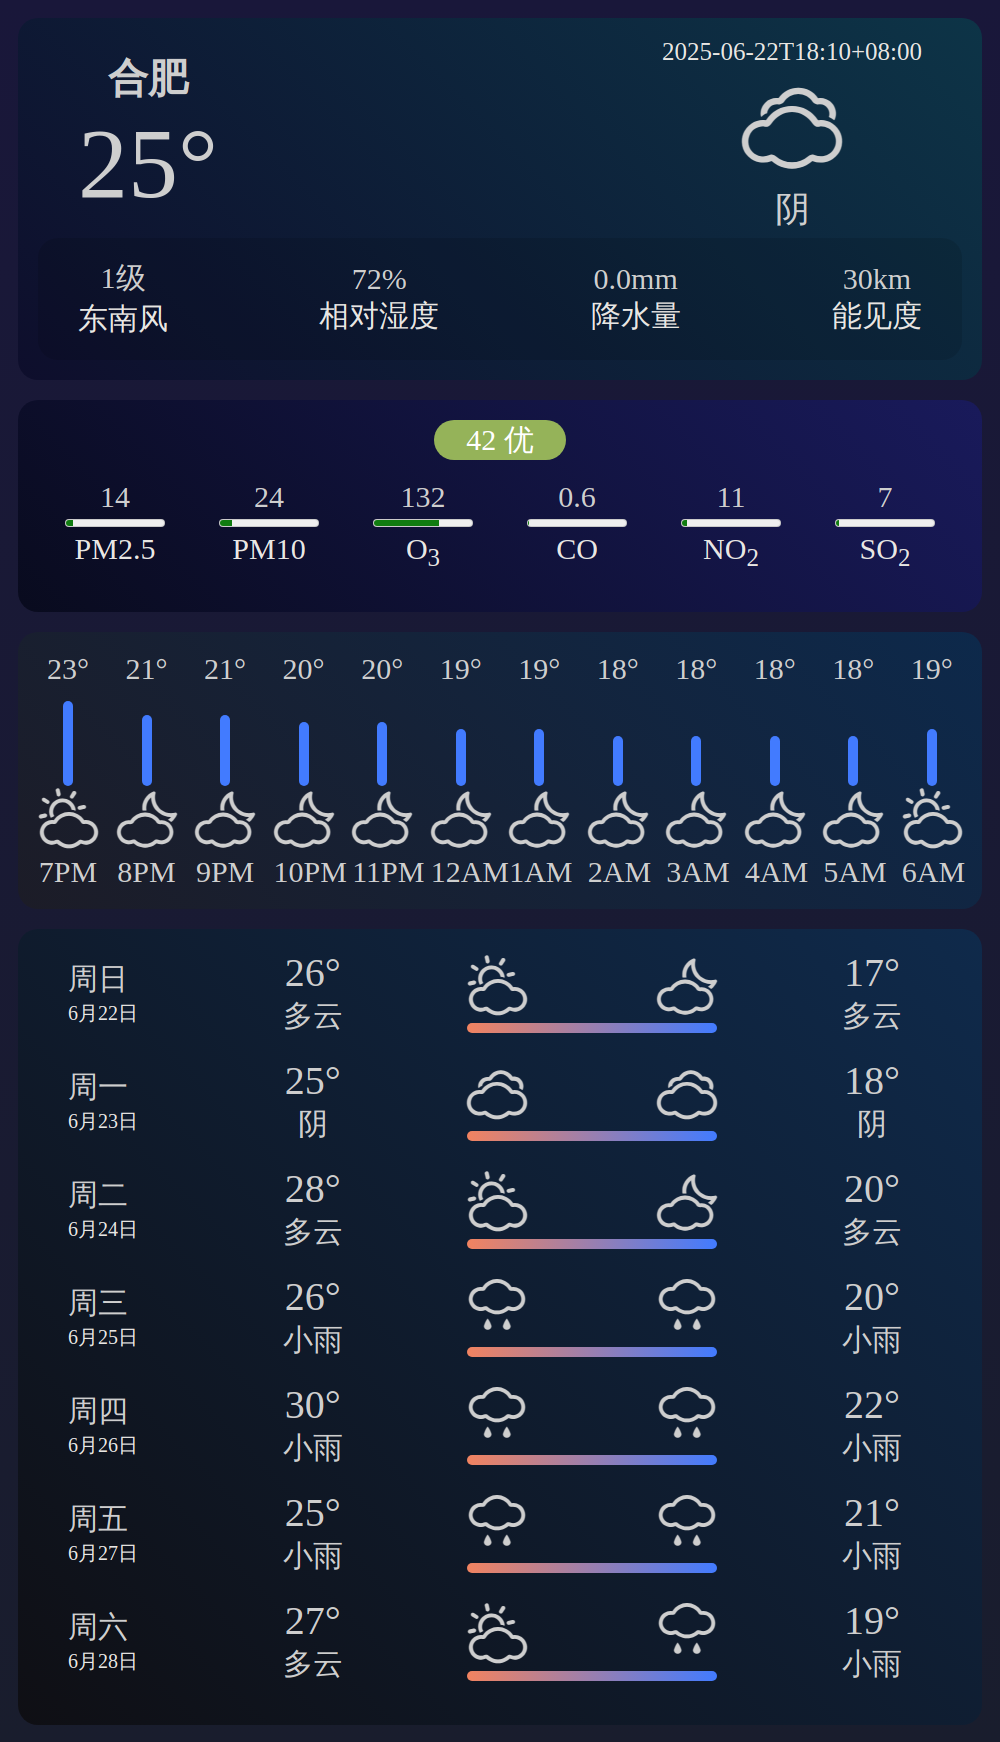 合肥
25°
2025-06-22T18:10+08:00
阴
1级 72% 0.0mm 30km
东南风 相对湿度 降水量 能见度
42 优
14 24 132 0.6 11 7
PM2.5 PM10 O3 CO NO2 SO2
23° 21° 21° 20° 20° 19° 19° 18° 18° 18° 18° 19°
7PM 8PM 9PM 10PM 11PM 12AM 1AM 2AM 3AM 4AM 5AM 6AM
周日 26° 17°
6月22日 多云 多云
周一 25° 18°
6月23日 阴 阴
周二 28° 20°
6月24日 多云 多云
周三 26° 20°
6月25日 小雨 小雨
周四 30° 22°
6月26日 小雨 小雨
周五 25° 21°
6月27日 小雨 小雨
周六 27° 19°
6月28日 多云 小雨